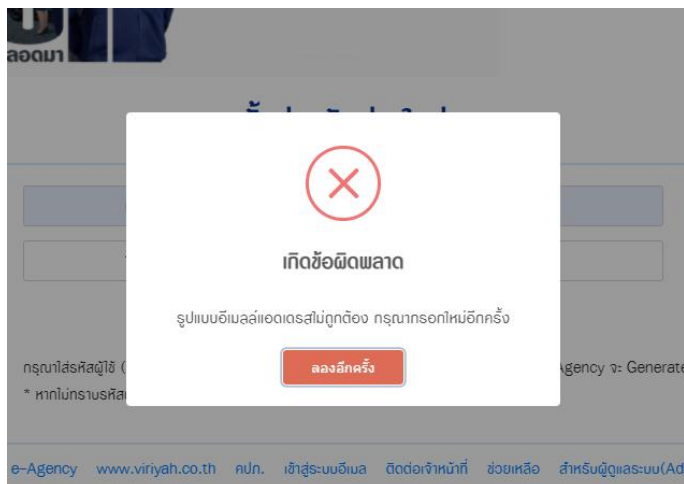 ลอดมา
เกิดข้อผิดพลาด
รูปแบบอีเมลล์แอดเดรสไม่ถูกต้อง กรุณากรอกใหม่อีกครั้ง
ลองอีกครั้ง
กรุณาใส่รหัสผู้ใช้ ( Agency จะ Generate
* หากไม่ทราบรหัส
e-Agency www.viriyah.co.th คปภ. เข้าสู่ระบบอีเมล ติดต่อเจ้าหน้าที่ ช่วยเหลือ สำหรับผู้ดูแลระบบ(Ad